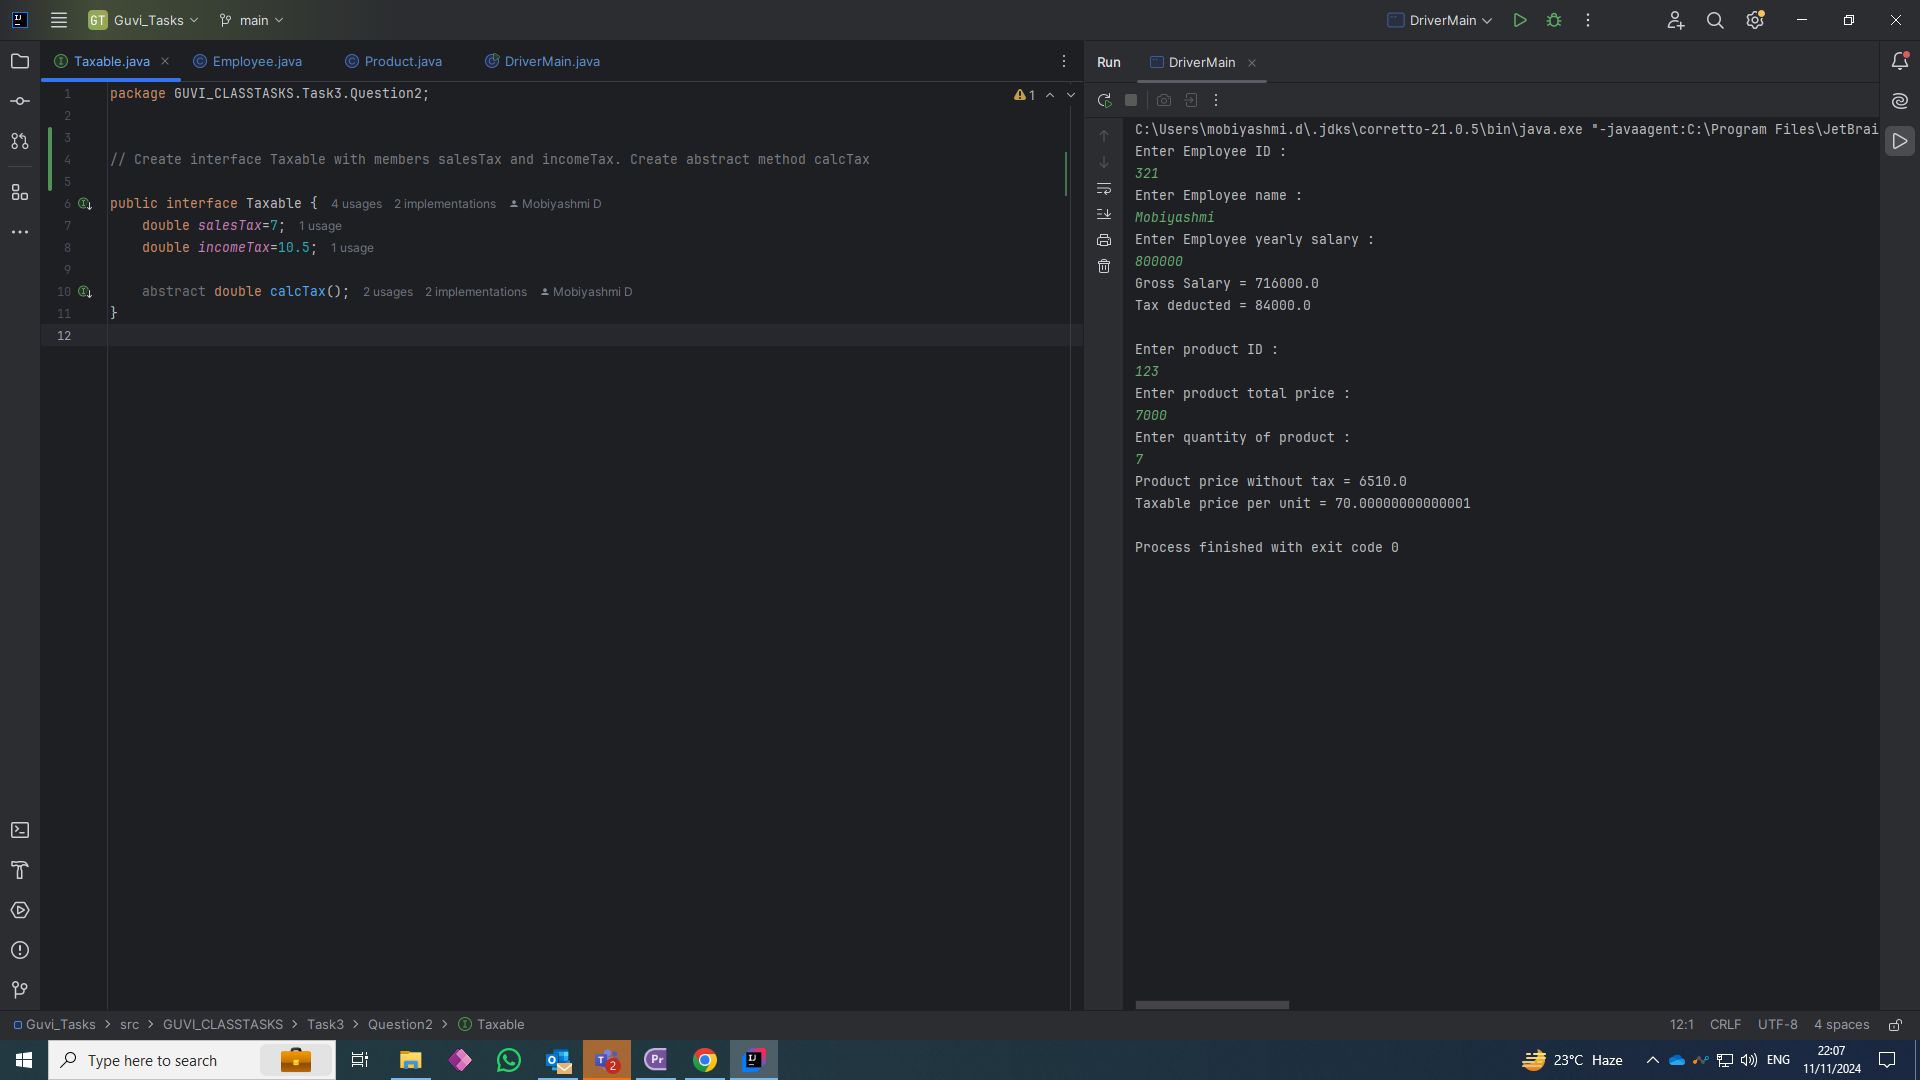 GT Guvi_Tasks main DriverMain
Taxable.java Employee.java Product.java DriverMain.java
Run DriverMain
1 package GUVI_CLASSTASKS.Task3.Question2; 1
2
3
4 // Create interface Taxable with members salesTax and incomeTax. Create abstract method calcTax
5
6 public interface Taxable { 4 usages 2 implementations Mobiyashmi D
7 double salesTax=7; 1 usage
8 double incomeTax=10.5; 1 usage
9
10 abstract double calcTax(); 2 usages 2 implementations Mobiyashmi D
11 }
12
C:\Users\mobiyashmi.d\.jdks\corretto-21.0.5\bin\java.exe "-javaagent:C:\Program Files\JetBrai
Enter Employee ID :
321
Enter Employee name :
Mobiyashmi
Enter Employee yearly salary :
800000
Gross Salary = 716000.0
Tax deducted = 84000.0
Enter product ID :
123
Enter product total price :
7000
Enter quantity of product :
7
Product price without tax = 6510.0
Taxable price per unit = 70.00000000000001
Process finished with exit code 0
Guvi_Tasks > src > GUVI_CLASSTASKS > Task3 > Question2 > Taxable
12:1 CRLF UTF-8 4 spaces
Type here to search
2
Pr
23°C Haze ENG
22:07
11/11/2024